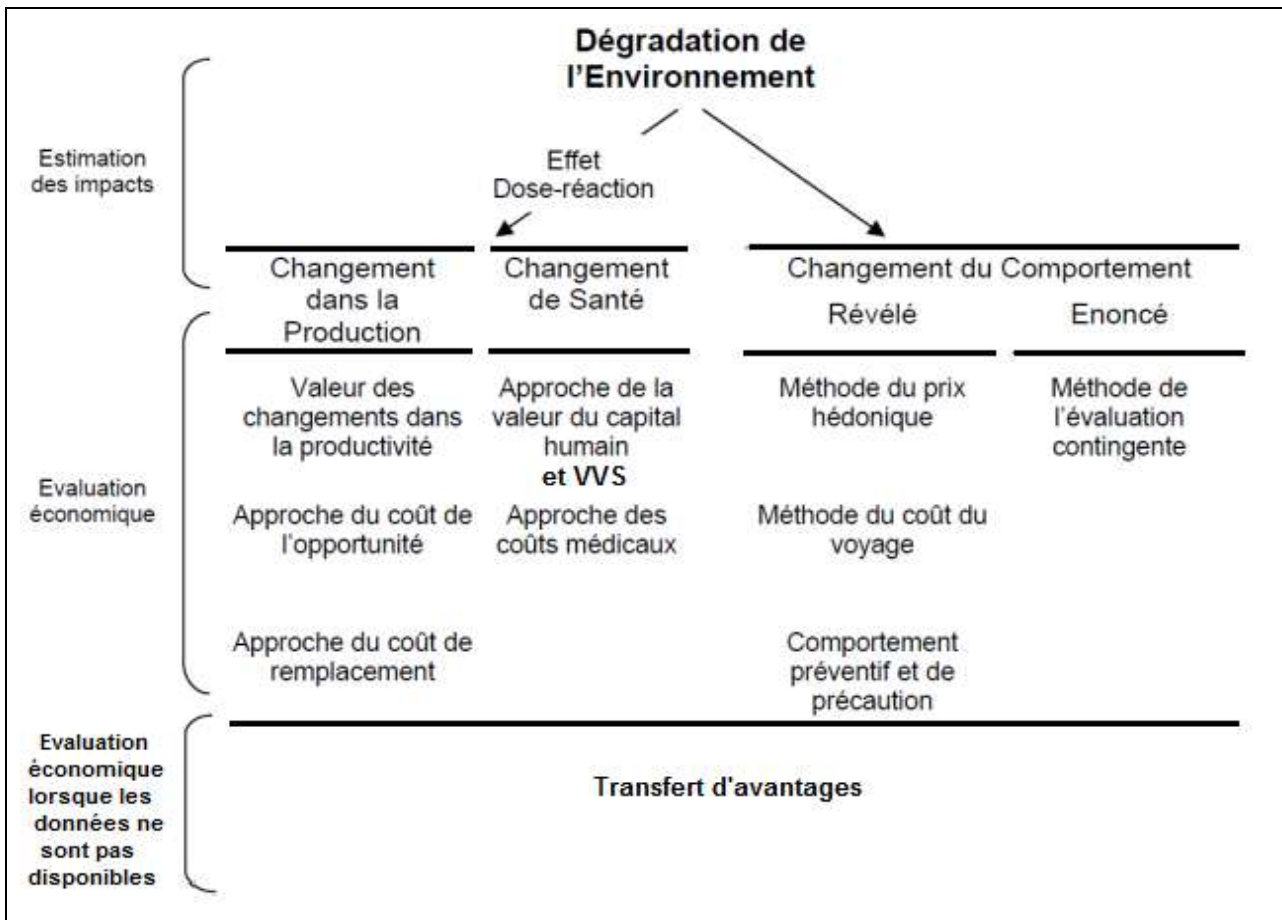 Dégradation de
l'Environnement
Estimation
des impacts
Effet
Dose-réaction
Changement
dans la
Production
Changement
de Santé
Changement du Comportement
Révélé
Enoncé
Evaluation
économique
Valeur des
changements dans
la productivité
Approche de la
valeur du capital
humain
et VVS
Méthode du prix
hédonique
Méthode de
l'évaluation
contingente
Approche du coût de
l'opportunité
Approche des
coûts médicaux
Méthode du coût du
voyage
Approche du coût de
remplacement
Comportement
préventif et de
précaution
Evaluation
économique
lorsque les
données ne
sont pas
disponibles
Transfert d'avantages